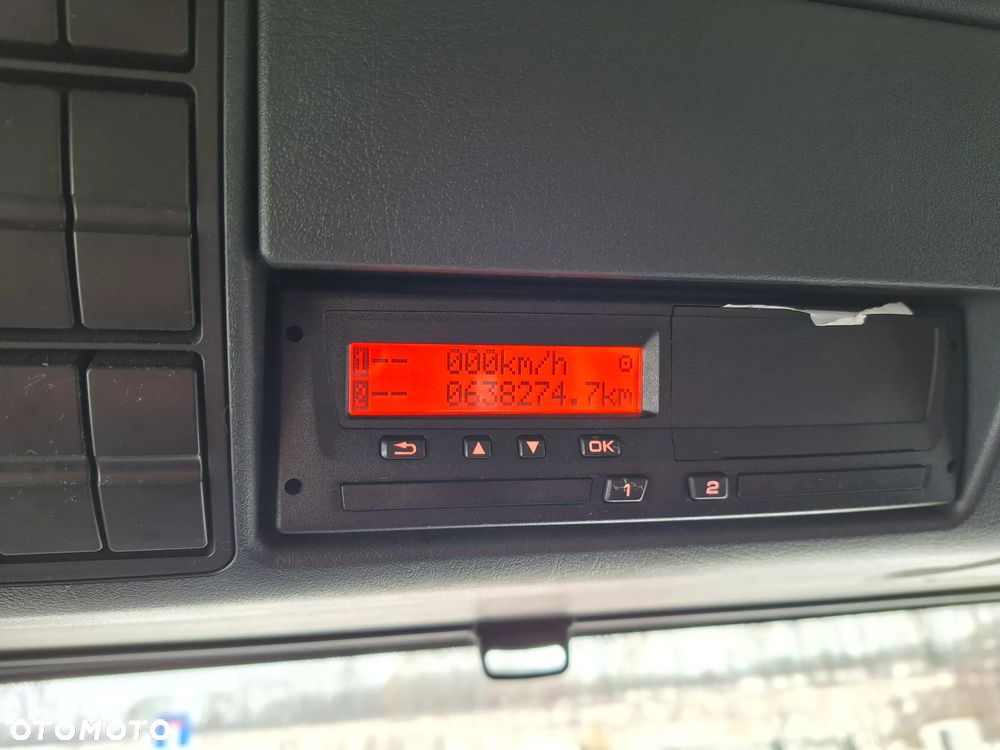 1-- 000km/h
2-- 0638274.7km
OK
1
2
OTOMOTO